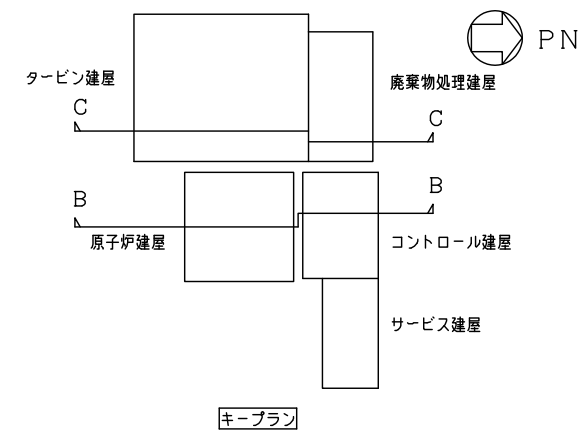 PN
タービン建屋
廃棄物処理建屋
C
C
B
B
原子炉建屋
コントロール建屋
サービス建屋
キープラン